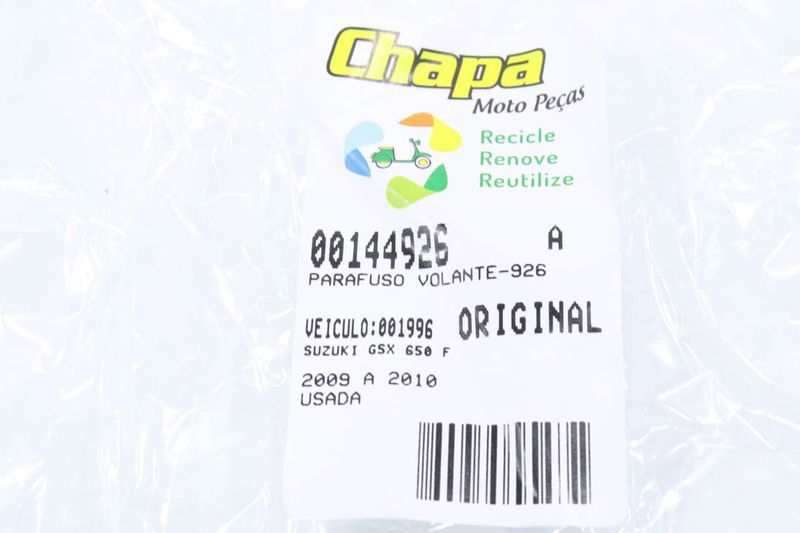 Chapa
Moto Peças
Recicle
Renove
Reutilize
00144926 A
PARAFUSO VOLANTE-926
VEICULO:001996 ORIGINAL
SUZUKI GSX 650 F
2009 A 2010
USADA